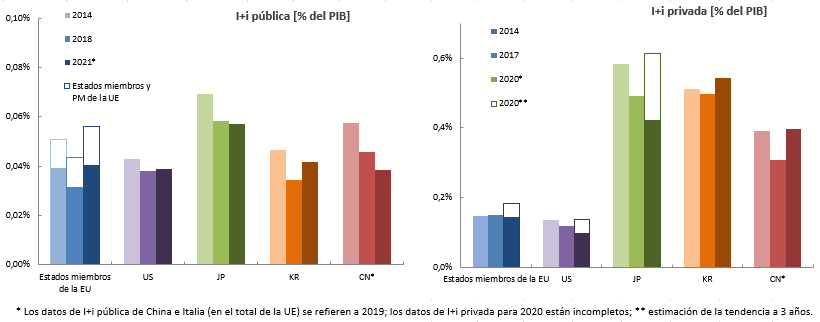 I+i pública [% del PIB]
0,10%
0,08%
0,06%
0,04%
0,02%
0,00%
2014
2018
2021*
Estados miembros y
PM de la UE
Estados miembros
de la EU
US
JP
KR
CN*
I+i privada [% del PIB]
0,6%
0,4%
0,2%
0,0%
2014
2017
2020*
2020**
Estados miembros de la EU
US
JP
KR
CN*
* Los datos de I+i pública de China e Italia (en el total de la UE) se refieren a 2019; los datos de I+i privada para 2020 están incompletos; ** estimación de la tendencia a 3 años.